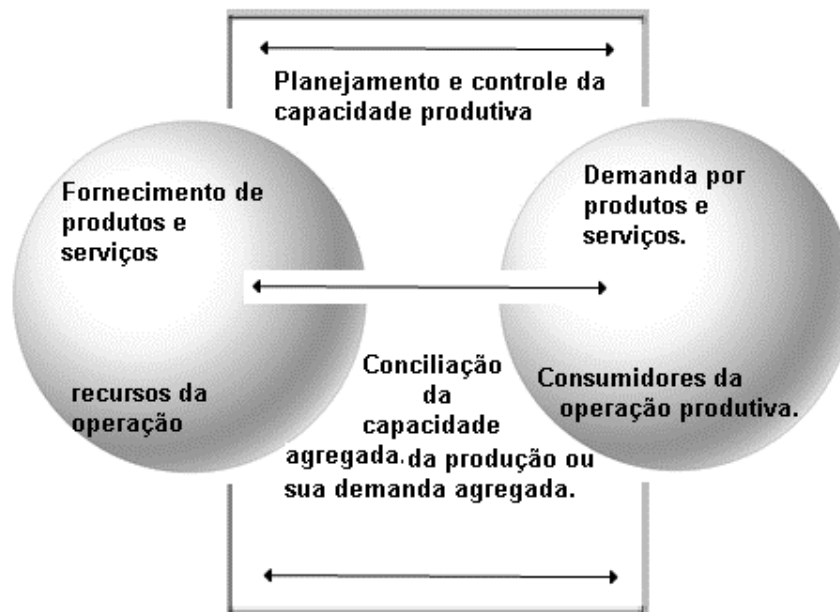 Planejamento e controle da
capacidade produtiva
Fornecimento de
produtos e
serviços
recursos da
operação
Demanda por
produtos e
serviços.
Consumidores da
operação produtiva.
Conciliação
da
capacidade
agregada.da produção ou
sua demanda agregada.